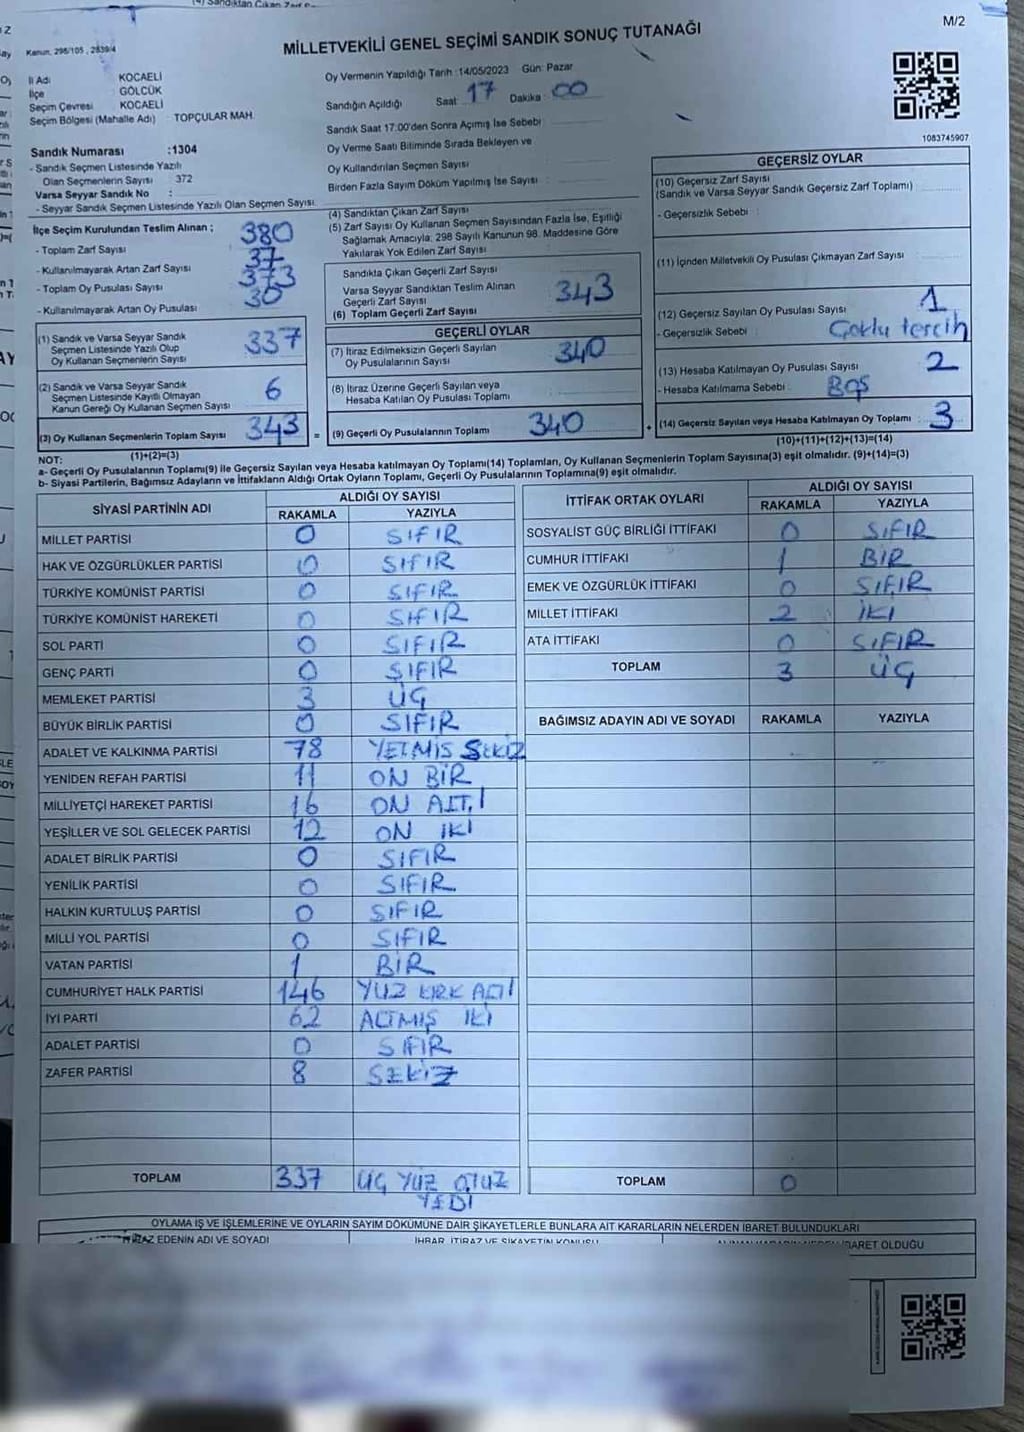 M/2
Kanun, 298/105 , 2839/4
MİLLETVEKİLİ GENEL SEÇİMİ SANDIK SONUÇ TUTANAĞI
İl Adı KOCAELİ
İlçe GÖLCÜK
Seçim Çevresi KOCAELİ
Seçim Bölgesi (Mahalle Adı) : TOPÇULAR MAH.
Sandık Numarası :1304
- Sandık Seçmen Listesinde Yazılı
Olan Seçmenlerin Sayısı : 372
Varsa Seyyar Sandık No :
- Seyyar Sandık Seçmen Listesinde Yazılı Olan Seçmen Sayısı:
Oy Vermenin Yapıldığı Tarih :14/05/2023 Gün: Pazar
Sandığın Açıldığı Saat: 17 Dakika : 00
Sandık Saat 17:00'den Sonra Açılmış İse Sebebi :
Oy Verme Saati Bitiminde Sırada Bekleyen ve
Oy Kullandırılan Seçmen Sayısı :
Birden Fazla Sayım Döküm Yapılmış İse Sayısı :
1083745907
İlçe Seçim Kurulundan Teslim Alınan ;
- Toplam Zarf Sayısı : 380
- Kullanılmayarak Artan Zarf Sayısı : 37
- Toplam Oy Pusulası Sayısı : 373
- Kullanılmayarak Artan Oy Pusulası : 30
(1) Sandık ve Varsa Seyyar Sandık
Seçmen Listesinde Yazılı Olup
Oy Kullanan Seçmenlerin Sayısı : 337
(2) Sandık ve Varsa Seyyar Sandık
Seçmen Listesinde Kayıtlı Olmayan
Kanun Gereği Oy Kullanan Seçmen Sayısı : 6
(3) Oy Kullanan Seçmenlerin Toplam Sayısı : 343
(1)+(2)=(3)
(4) Sandıktan Çıkan Zarf Sayısı :
(5) Zarf Sayısı Oy Kullanan Seçmen Sayısından Fazla İse, Eşitliği
Sağlamak Amacıyla; 298 Sayılı Kanunun 98. Maddesine Göre
Yakılarak Yok Edilen Zarf Sayısı :
Sandıkta Çıkan Geçerli Zarf Sayısı :
Varsa Seyyar Sandıktan Teslim Alınan
Geçerli Zarf Sayısı :
(6) Toplam Geçerli Zarf Sayısı : 343
GEÇERLİ OYLAR
(7) İtiraz Edilmeksizin Geçerli Sayılan
Oy Pusulalarının Sayısı : 340
(8) İtiraz Üzerine Geçerli Sayılan veya
Hesaba Katılan Oy Pusulaları Toplamı :
= (9) Geçerli Oy Pusulalarının Toplamı : 340
GEÇERSİZ OYLAR
(10) Geçersiz Zarf Sayısı
(Sandık ve Varsa Seyyar Sandık Geçersiz Zarf Toplamı) :
- Geçersizlik Sebebi :
(11) İçinden Milletvekili Oy Pusulası Çıkmayan Zarf Sayısı :
(12) Geçersiz Sayılan Oy Pusulası Sayısı : 1
- Geçersizlik Sebebi : Çoklu tercih
(13) Hesaba Katılmayan Oy Pusulası Sayısı : 2
- Hesaba Katılmama Sebebi : BOŞ
+ (14) Geçersiz Sayılan veya Hesaba Katılmayan Oy Toplamı : 3
(10)+(11)+(12)+(13)=(14)
NOT:
a- Geçerli Oy Pusulalarının Toplamı(9) ile Geçersiz Sayılan veya Hesaba katılmayan Oy Toplamı(14) Toplamları, Oy Kullanan Seçmenlerin Toplam Sayısına(3) eşit olmalıdır. (9)+(14)=(3)
b- Siyasi Partilerin, Bağımsız Adayların ve İttifakların Aldığı Ortak Oyların Toplamı, Geçerli Oy Pusulalarının Toplamına(9) eşit olmalıdır.
SİYASİ PARTİNİN ADI ALDIĞI OY SAYISI
RAKAMLA YAZIYLA
MİLLET PARTİSİ 0 SIFIR
HAK VE ÖZGÜRLÜKLER PARTİSİ 0 SIFIR
TÜRKİYE KOMÜNİST PARTİSİ 0 SIFIR
TÜRKİYE KOMÜNİST HAREKETİ 0 SIFIR
SOL PARTİ 0 SIFIR
GENÇ PARTİ 0 SIFIR
MEMLEKET PARTİSİ 3 ÜÇ
BÜYÜK BİRLİK PARTİSİ 0 SIFIR
ADALET VE KALKINMA PARTİSİ 78 YETMİŞ SEKİZ
YENİDEN REFAH PARTİSİ 11 ON BİR
MİLLİYETÇİ HAREKET PARTİSİ 16 ON ALTI
YEŞİLLER VE SOL GELECEK PARTİSİ 12 ON İKİ
ADALET BİRLİK PARTİSİ 0 SIFIR
YENİLİK PARTİSİ 0 SIFIR
HALKIN KURTULUŞ PARTİSİ 0 SIFIR
MİLLİ YOL PARTİSİ 0 SIFIR
VATAN PARTİSİ 1 BİR
CUMHURİYET HALK PARTİSİ 146 YÜZ KIRK ALTI
İYİ PARTİ 62 ALTMIŞ İKİ
ADALET PARTİSİ 0 SIFIR
ZAFER PARTİSİ 8 SEKİZ
TOPLAM 337 ÜÇ YÜZ OTUZ
YEDİ
İTTİFAK ORTAK OYLARI ALDIĞI OY SAYISI
RAKAMLA YAZIYLA
SOSYALİST GÜÇ BİRLİĞİ İTTİFAKI 0 SIFIR
CUMHUR İTTİFAKI 1 BİR
EMEK VE ÖZGÜRLÜK İTTİFAKI 0 SIFIR
MİLLET İTTİFAKI 2 İKİ
ATA İTTİFAKI 0 SIFIR
TOPLAM 3 ÜÇ
BAĞIMSIZ ADAYIN ADI VE SOYADI RAKAMLA YAZIYLA
TOPLAM 0
OYLAMA İŞ VE İŞLEMLERİNE VE OYLARIN SAYIM DÖKÜMÜNE DAİR ŞİKAYETLERLE BUNLARA AİT KARARLARIN NELERDEN İBARET BULUNDUKLARI
İTİRAZ EDENİN ADI VE SOYADI İHBAR, İTİRAZ VE ŞİKAYETİN KONUSU İBARET OLDUĞU